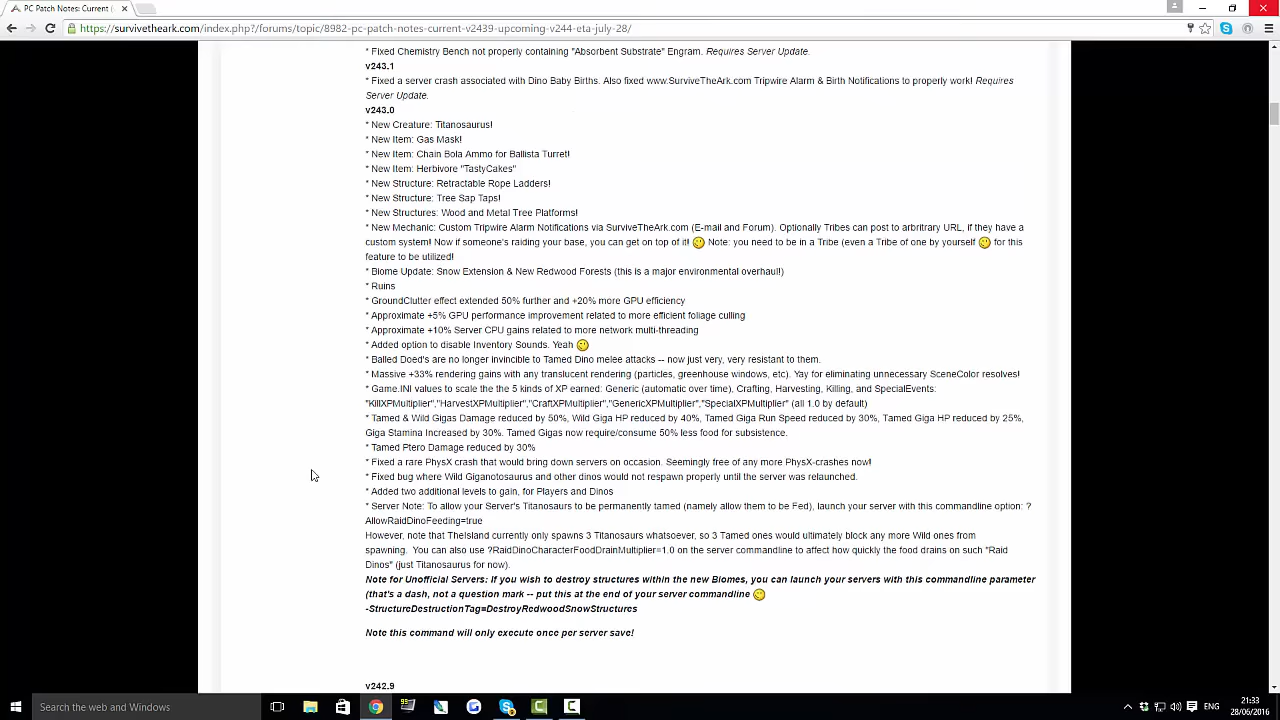 PC Patch Notes: Current (
https://survivetheark.com/index.php?/forums/topic/8982-pc-patch-notes-current-v2439-upcoming-v244-eta-july-28/
* Fixed Chemistry Bench not properly containing "Absorbent Substrate" Engram. Requires Server Update.
v243.1
* Fixed a server crash associated with Dino Baby Births. Also fixed www.SurviveTheArk.com Tripwire Alarm & Birth Notifications to properly work! Requires
Server Update.
v243.0
* New Creature: Titanosaurus!
* New Item: Gas Mask!
* New Item: Chain Bola Ammo for Ballista Turret!
* New Item: Herbivore "TastyCakes"
* New Structure: Retractable Rope Ladders!
* New Structure: Tree Sap Taps!
* New Structures: Wood and Metal Tree Platforms!
* New Mechanic: Custom Tripwire Alarm Notifications via SurviveTheArk.com (E-mail and Forum). Optionally Tribes can post to arbritrary URL, if they have a
custom system! Now if someone's raiding your base, you can get on top of it! Note: you need to be in a Tribe (even a Tribe of one by yourself for this
feature to be utilized!
* Biome Update: Snow Extension & New Redwood Forests (this is a major environmental overhaul!)
* Ruins
* GroundClutter effect extended 50% further and +20% more GPU efficiency
* Approximate +5% GPU performance improvement related to more efficient foliage culling
* Approximate +10% Server CPU gains related to more network multi-threading
* Added option to disable Inventory Sounds. Yeah
* Balled Doed's are no longer invincible to Tamed Dino melee attacks -- now just very, very resistant to them.
* Massive +33% rendering gains with any translucent rendering (particles, greenhouse windows, etc). Yay for eliminating unnecessary SceneColor resolves!
* Game.INI values to scale the the 5 kinds of XP earned: Generic (automatic over time), Crafting, Harvesting, Killing, and SpecialEvents:
"KillXPMultiplier","HarvestXPMultiplier","CraftXPMultiplier","GenericXPMultiplier","SpecialXPMultiplier" (all 1.0 by default)
* Tamed & Wild Gigas Damage reduced by 50%, Wild Giga HP reduced by 40%, Tamed Giga Run Speed reduced by 30%, Tamed Giga HP reduced by 25%,
Giga Stamina Increased by 30%. Tamed Gigas now require/consume 50% less food for subsistence.
* Tamed Ptero Damage reduced by 30%
* Fixed a rare PhysX crash that would bring down servers on occasion. Seemingly free of any more PhysX-crashes now!
* Fixed bug where Wild Giganotosaurus and other dinos would not respawn properly until the server was relaunched.
* Added two additional levels to gain, for Players and Dinos
* Server Note: To allow your Server's Titanosaurs to be permanently tamed (namely allow them to be Fed), launch your server with this commandline option: ?
AllowRaidDinoFeeding=true
However, note that TheIsland currently only spawns 3 Titanosaurs whatsoever, so 3 Tamed ones would ultimately block any more Wild ones from
spawning. You can also use ?RaidDinoCharacterFoodDrainMultiplier=1.0 on the server commandline to affect how quickly the food drains on such "Raid
Dinos" (just Titanosaurus for now).
Note for Unofficial Servers: If you wish to destroy structures within the new Biomes, you can launch your servers with this commandline parameter
(that's a dash, not a question mark -- put this at the end of your server commandline
-StructureDestructionTag=DestroyRedwoodSnowStructures
Note this command will only execute once per server save!
v242.9
Search the web and Windows
ENG
21:33
28/06/2016